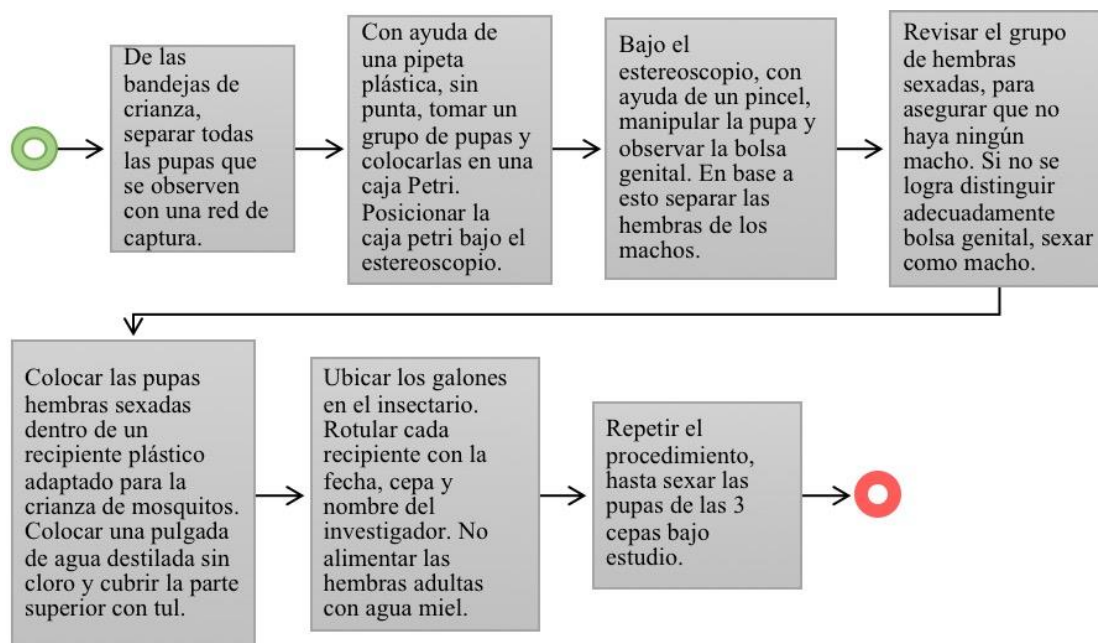 De las
bandejas de
crianza,
separar todas
las pupas que
se observen
con una red de
captura.
Con ayuda de
una pipeta
plástica, sin
punta, tomar un
grupo de pupas y
colocarlas en una
caja Petri.
Posicionar la
caja petri bajo el
estereoscopio.
Bajo el
estereoscopio, con
ayuda de un pincel,
manipular la pupa y
observar la bolsa
genital. En base a
esto separar las
hembras de los
machos.
Revisar el grupo
de hembras
sexadas, para
asegurar que no
haya ningún
macho. Si no se
logra distinguir
adecuadamente
bolsa genital, sexar
como macho.
Colocar las pupas
hembras sexadas
dentro de un
recipiente plástico
adaptado para la
crianza de mosquitos.
Colocar una pulgada
de agua destilada sin
cloro y cubrir la parte
superior con tul.
Ubicar los galones
en el insectario.
Rotular cada
recipiente con la
fecha, cepa y
nombre del
investigador. No
alimentar las
hembras adultas
con agua miel.
Repetir el
procedimiento,
hasta sexar las
pupas de las 3
cepas bajo
estudio.